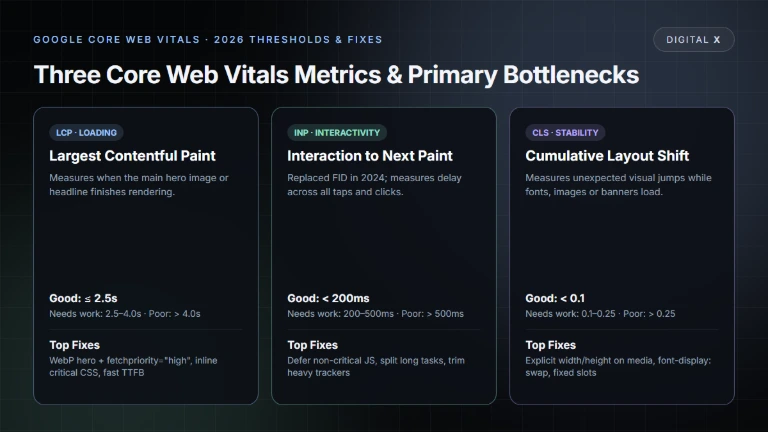 GOOGLE CORE WEB VITALS · 2026 THRESHOLDS & FIXES
DIGITAL X
Three Core Web Vitals Metrics & Primary Bottlenecks
LCP · LOADING
Largest Contentful Paint
Measures when the main hero image or
headline finishes rendering.
Good: ≤ 2.5s
Needs work: 2.5–4.0s · Poor: > 4.0s
Top Fixes
WebP hero + fetchpriority="high", inline
critical CSS, fast TTFB
INP · INTERACTIVITY
Interaction to Next Paint
Replaced FID in 2024; measures delay
across all taps and clicks.
Good: < 200ms
Needs work: 200–500ms · Poor: > 500ms
Top Fixes
Defer non-critical JS, split long tasks, trim
heavy trackers
CLS · STABILITY
Cumulative Layout Shift
Measures unexpected visual jumps while
fonts, images or banners load.
Good: < 0.1
Needs work: 0.1–0.25 · Poor: > 0.25
Top Fixes
Explicit width/height on media, font-display:
swap, fixed slots